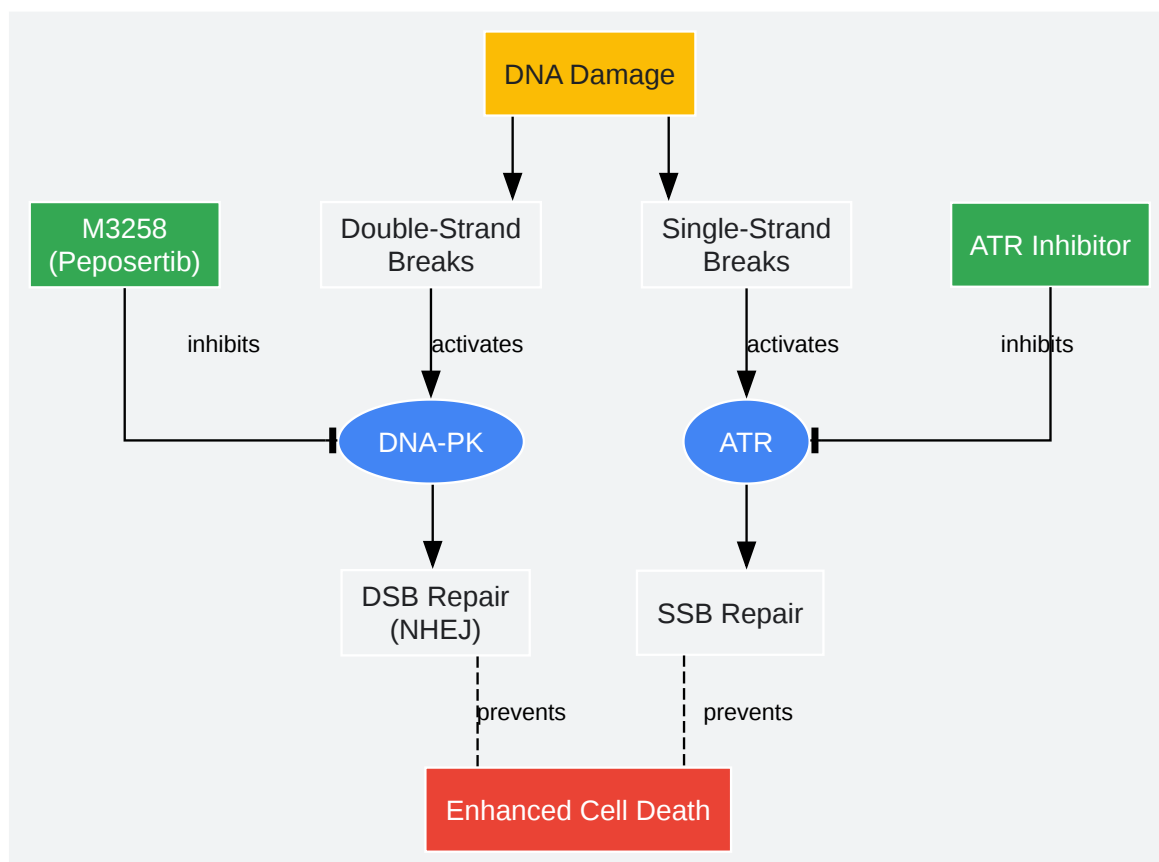 DNA Damage
M3258
(Peposertib)
Double-Strand
Breaks
Single-Strand
Breaks
ATR Inhibitor
inhibits
activates
activates
inhibits
DNA-PK
ATR
DSB Repair
(NHEJ)
SSB Repair
prevents
prevents
Enhanced Cell Death